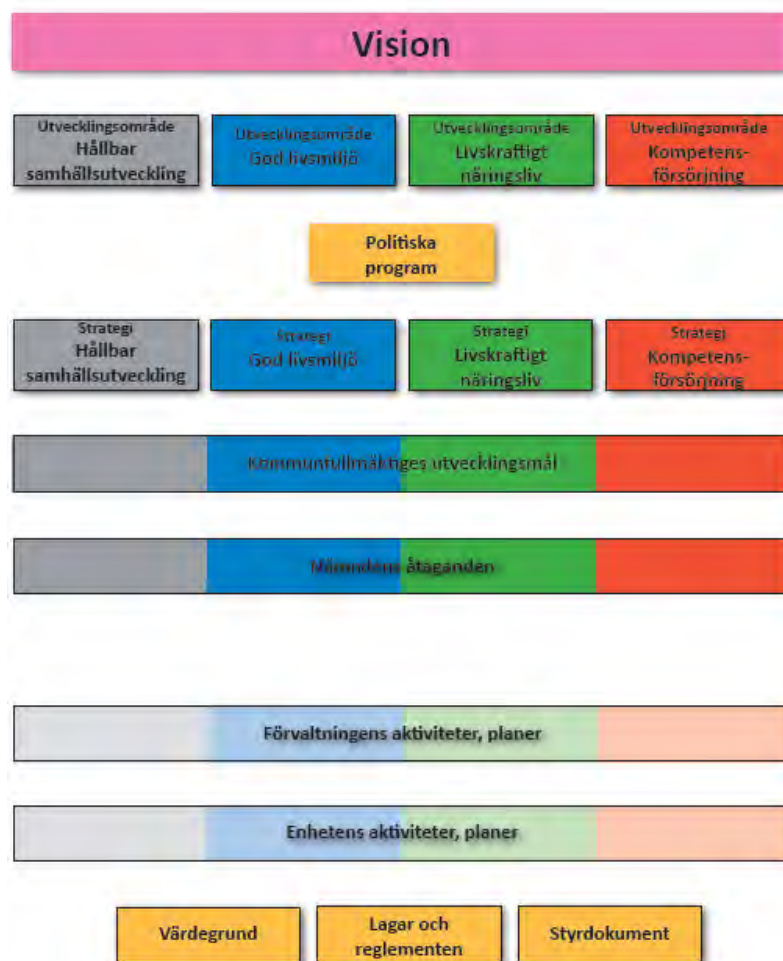 Vision
Utvecklingsområde
Hållbar
samhällsutveckling
Utvecklingsområde
God livsmiljö
Utvecklingsområde
Livskraftigt
näringsliv
Utvecklingsområde
Kompetens-
försörjning
Politiska
program
Strategi
Hållbar
samhällsutveckling
Strategi
God livsmiljö
Strategi
Livskraftigt
näringsliv
Strategi
Kompetens-
försörjning
Kommunfullmäktiges utvecklingsmål
Nämndens åtaganden
Förvaltningens aktiviteter, planer
Enhetens aktiviteter, planer
Värdegrund
Lagar och
reglementen
Styrdokument